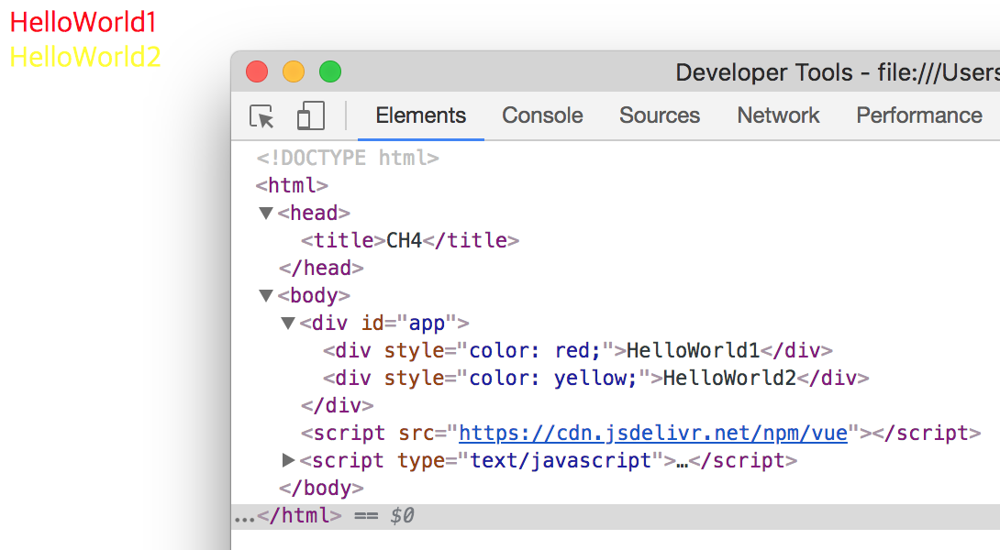 HelloWorld1
HelloWorld2
Developer Tools - file:///Users
Elements Console Sources Network Performance
<!DOCTYPE html>
<html>
▼<head>
<title>CH4</title>
</head>
▼<body>
▼<div id="app">
<div style="color: red;">HelloWorld1</div>
<div style="color: yellow;">HelloWorld2</div>
</div>
<script src="https://cdn.jsdelivr.net/npm/vue"></script>
▶<script type="text/javascript">…</script>
</body>
…</html> == $0